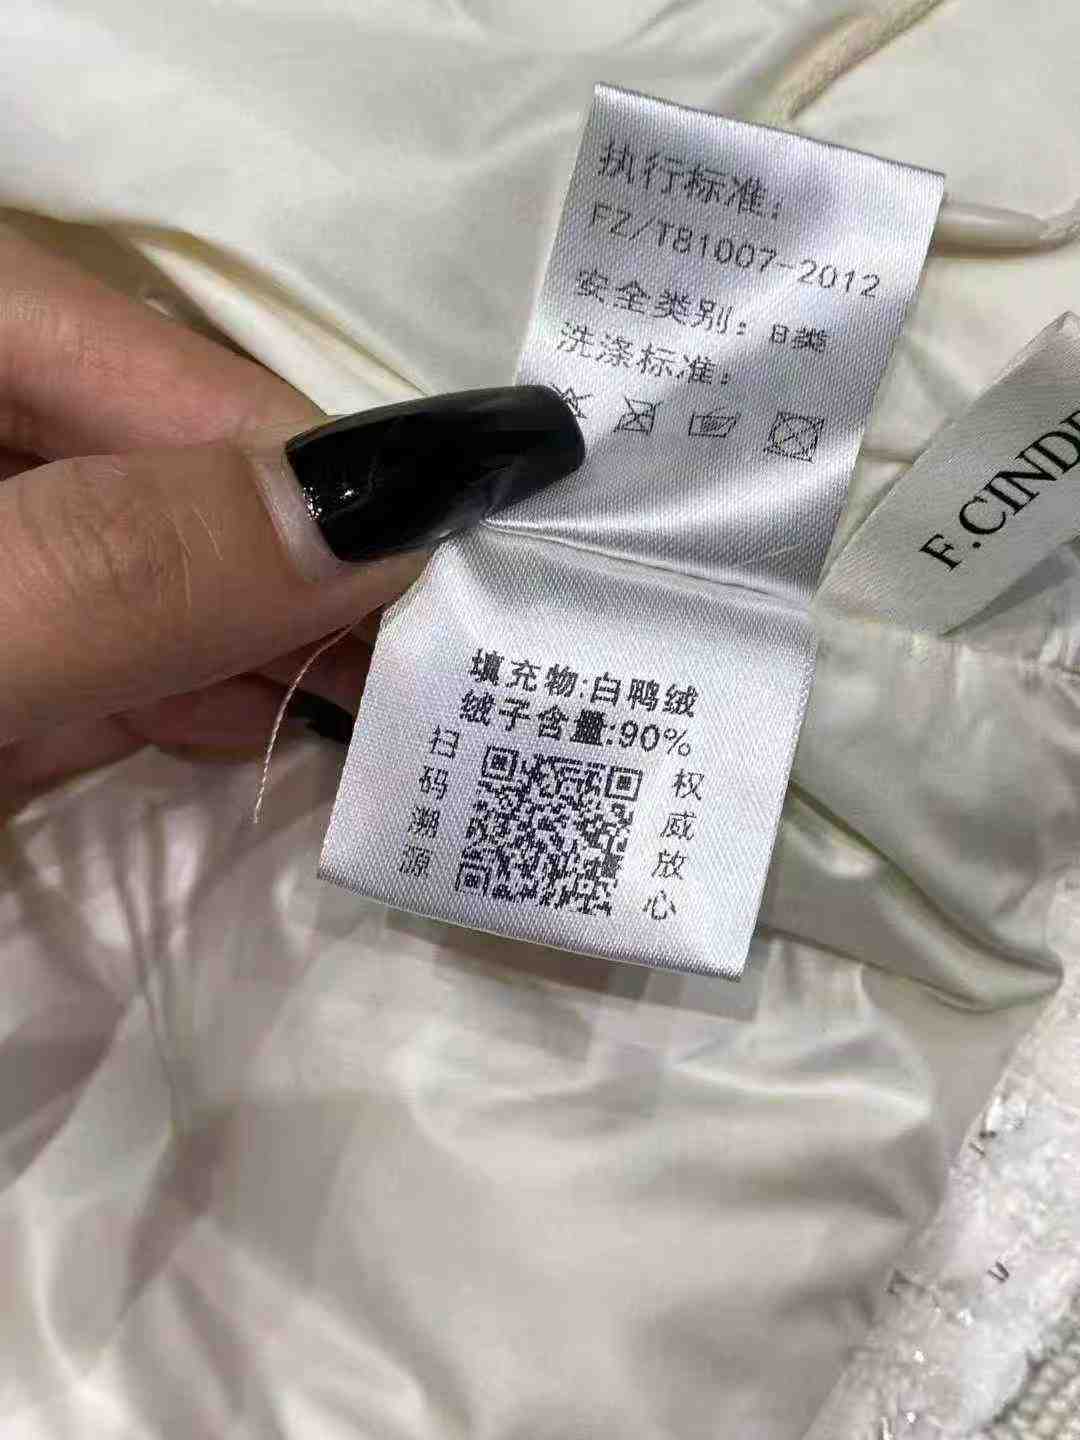 执行标准：
FZ/T81007-2012
安全类别：B类
洗涤标准：
F.CINDE
填充物:白鸭绒
绒子含量:90%
扫码溯源
权威放心